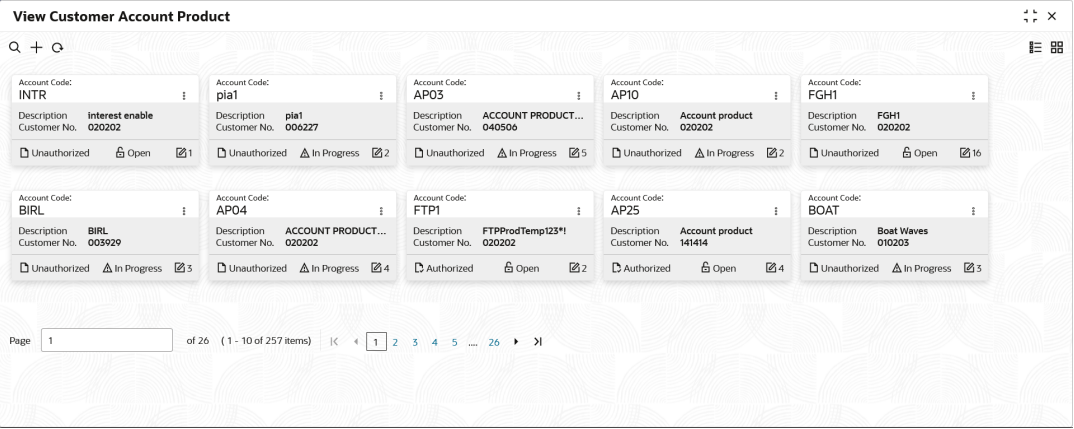 View Customer Account Product
Account Code:
INTR
Description interest enable
Customer No. 020202
Unauthorized Open 1
Account Code:
pia1
Description pia1
Customer No. 006227
Unauthorized In Progress 2
Account Code:
AP03
Description ACCOUNT PRODUCT...
Customer No. 040506
Unauthorized In Progress 5
Account Code:
AP10
Description Account product
Customer No. 020202
Unauthorized In Progress 2
Account Code:
FGH1
Description FGH1
Customer No. 020202
Unauthorized Open 16
Account Code:
BIRL
Description BIRL
Customer No. 003929
Unauthorized In Progress 3
Account Code:
AP04
Description ACCOUNT PRODUCT...
Customer No. 020202
Unauthorized In Progress 4
Account Code:
FTP1
Description FTPProdTemp123*!
Customer No. 020202
Authorized Open 2
Account Code:
AP25
Description Account product
Customer No. 141414
Authorized Open 4
Account Code:
BOAT
Description Boat Waves
Customer No. 010203
Unauthorized In Progress 3
Page 1 of 26 ( 1 - 10 of 257 items) 1 2 3 4 5 .... 26